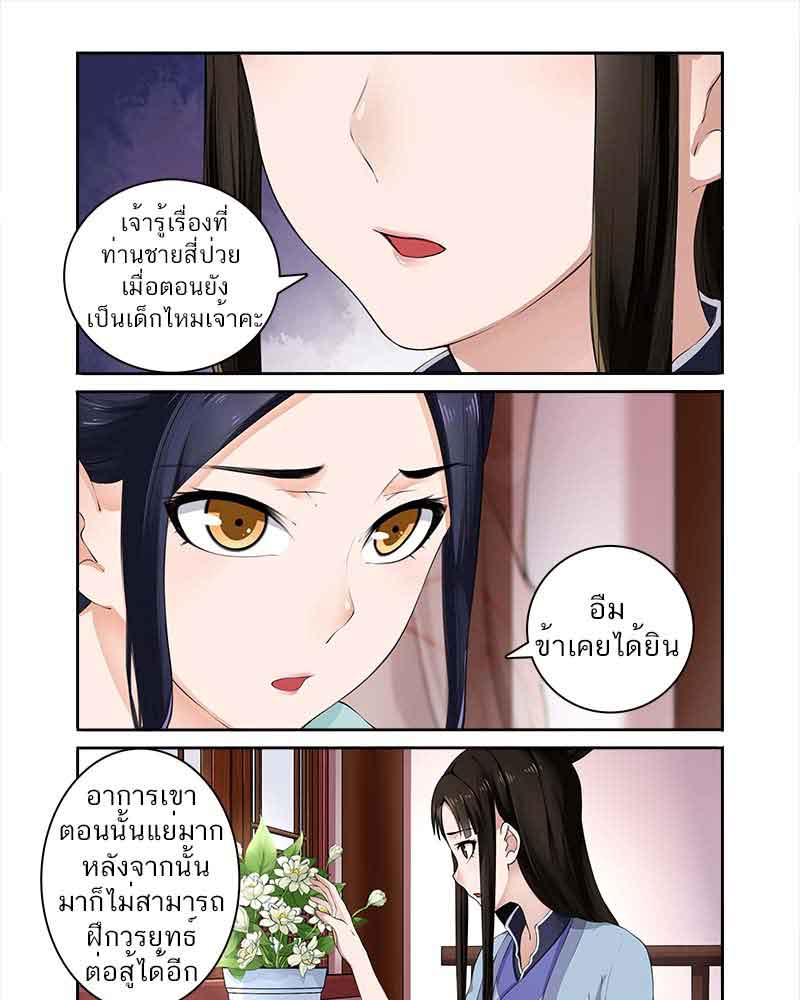 เจ้ารู้เรื่องที่
ท่านชายสี่ป่วย
เมื่อตอนยัง
เป็นเด็กไหมเจ้าคะ
อืม
ข้าเคยได้ยิน
อาการเขา
ตอนนั้นแย่มาก
หลังจากนั้น
มาก็ไม่สามารถ
ฝึกวรยุทธ์
ต่อสู้ได้อีก